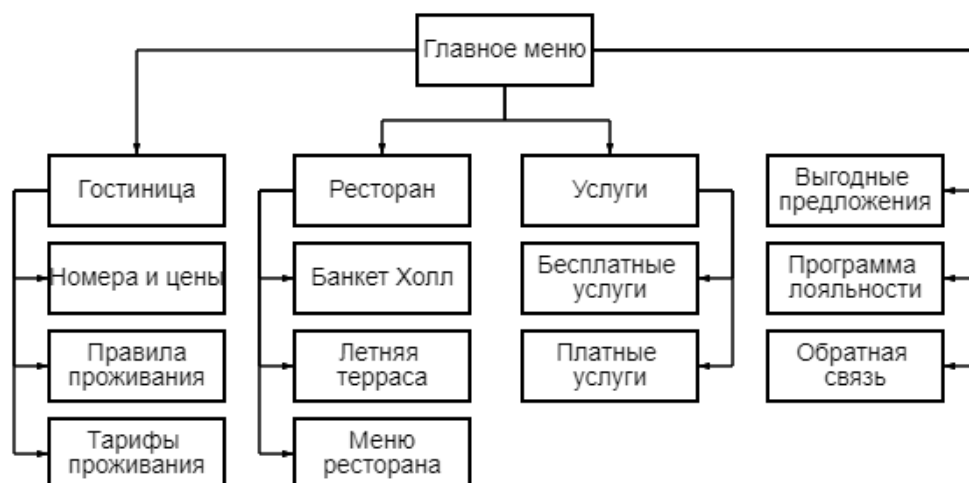 Главное меню
Гостиница
Ресторан
Услуги
Выгодные
предложения
Номера и цены
Банкет Холл
Бесплатные
услуги
Программа
лояльности
Правила
проживания
Летняя
терраса
Платные
услуги
Обратная
связь
Тарифы
проживания
Меню
ресторана